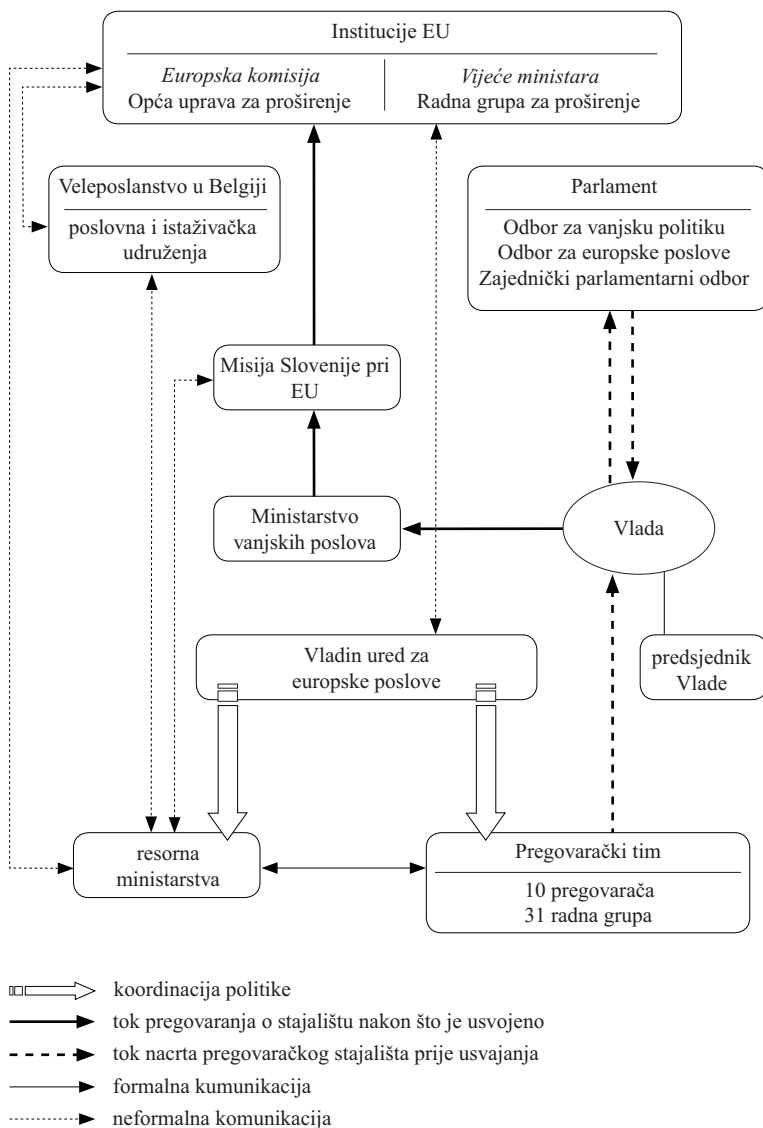 Institucije EU
Europska komisija
Opća uprava za proširenje
Vijeće ministara
Radna grupa za proširenje
Veleposlanstvo u Belgiji
poslovna i istaživačka
udruženja
Parlament
Odbor za vanjsku politiku
Odbor za europske poslove
Zajednički parlamentarni odbor
Misija Slovenije pri
EU
Ministarstvo
vanjskih poslova
Vlada
Vladin ured za
europske poslove
predsjednik
Vlade
resorna
ministarstva
Pregovarački tim
10 pregovarača
31 radna grupa
koordinacija politike
tok pregovaranja o stajalištu nakon što je usvojeno
tok nacrta pregovaračkog stajališta prije usvajanja
formalna kumunikacija
neformalna komunikacija